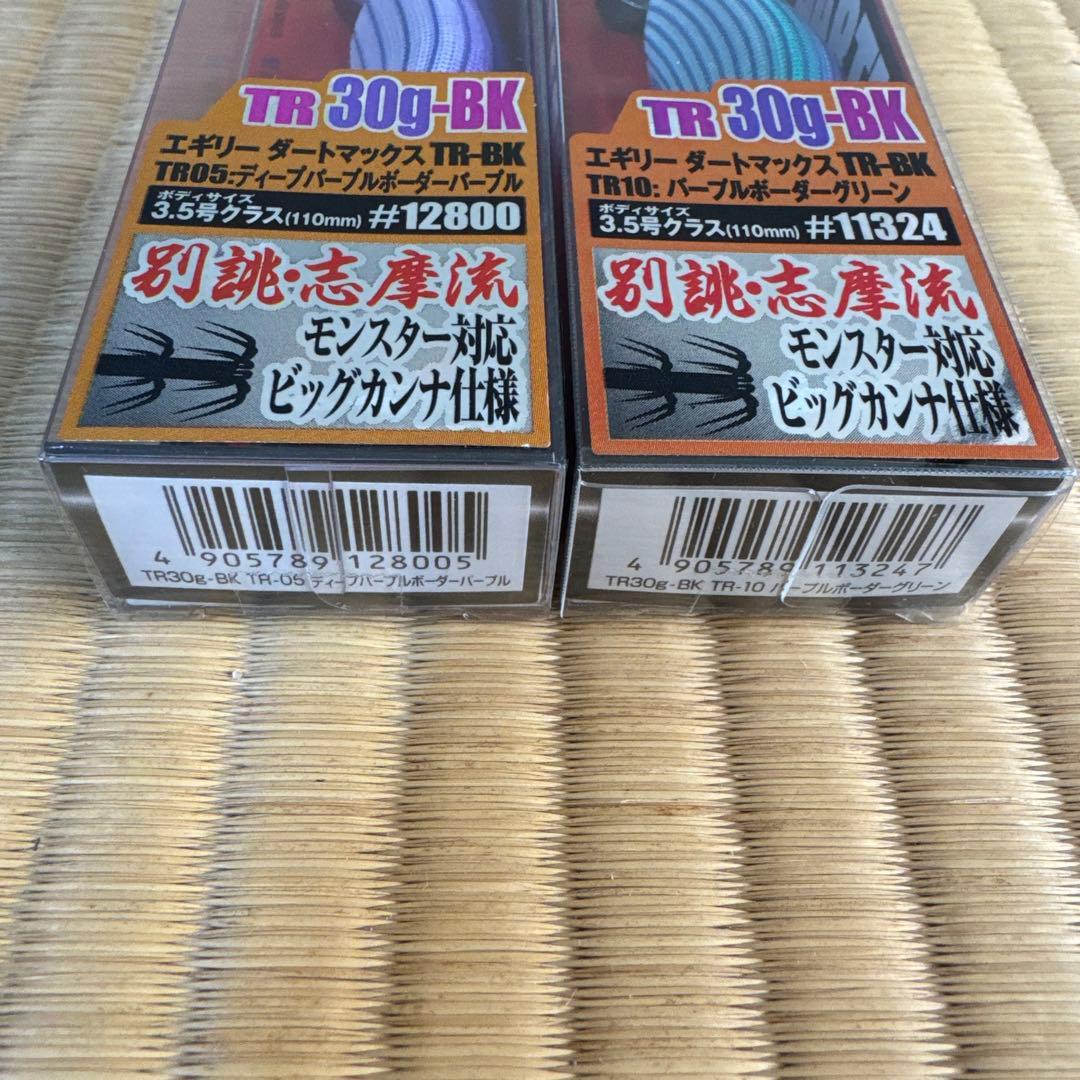 TR 30g-BK
エギリー ダートマックス TR-BK
TR05:ディープパープルボーダーパープル
ボディサイズ
3.5号クラス(110mm) #12800
別誂・志摩流
モンスター対応
ビッグカンナ仕様
4 905789 128005
TR30g-BK TR-05 ディープパープルボーダーパープル
TR 30g-BK
エギリー ダートマックス TR-BK
TR10: パープルボーダーグリーン
ボディサイズ
3.5号クラス(110mm) #11324
別誂・志摩流
モンスター対応
ビッグカンナ仕様
4 905789 113247
TR30g-BK TR-10 パープルボーダーグリーン